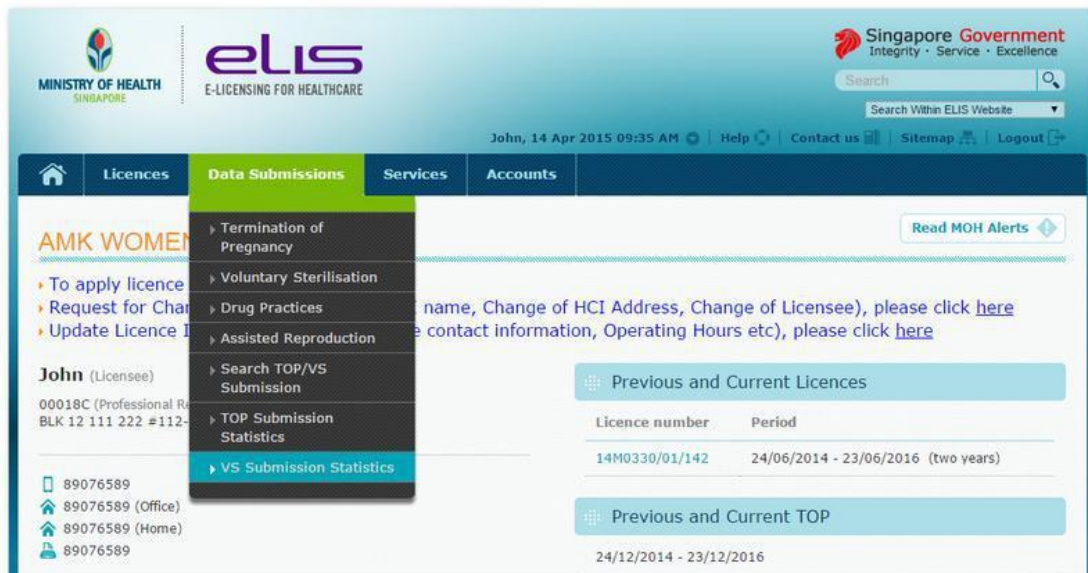 Singapore Government
Integrity · Service · Excellence
MINISTRY OF HEALTH
SINGAPORE
eLIS
E-LICENSING FOR HEALTHCARE
Search
Search Within ELIS Website
John, 14 Apr 2015 09:35 AM | Help | Contact us | Sitemap | Logout
Licences Data Submissions Services Accounts
Termination of
Pregnancy
Voluntary Sterilisation
Drug Practices
Assisted Reproduction
Search TOP/VS
Submission
TOP Submission
Statistics
VS Submission Statistics
Read MOH Alerts
AMK
To apply licence
Request for name, Change of HCI Address, Change of Licensee), please click here
Update Licence contact information, Operating Hours etc), please click here
John (Licensee)
00018C (Professional
BLK 12 111 222 #112-
89076589
89076589 (Office)
89076589 (Home)
89076589
Previous and Current Licences
Licence number Period
14M0330/01/142 24/06/2014 - 23/06/2016 (two years)
Previous and Current TOP
24/12/2014 - 23/12/2016